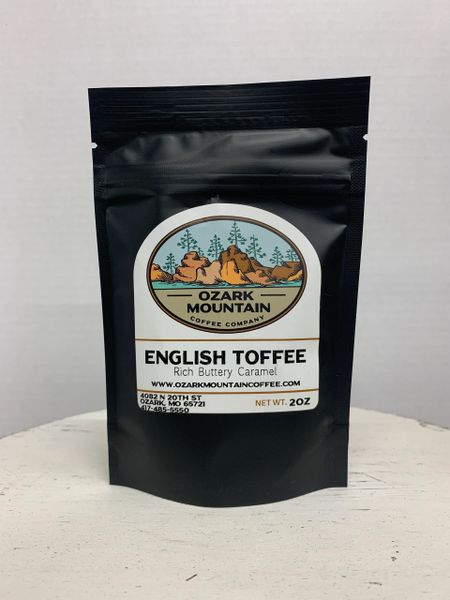 OZARK
MOUNTAIN
COFFEE COMPANY
ENGLISH TOFFEE
Rich Buttery Caramel
WWW.OZARKMOUNTAINCOFFEE.COM
4082 N 20TH ST
OZARK, MO 65721
417-485-5550
NET WT. 2OZ